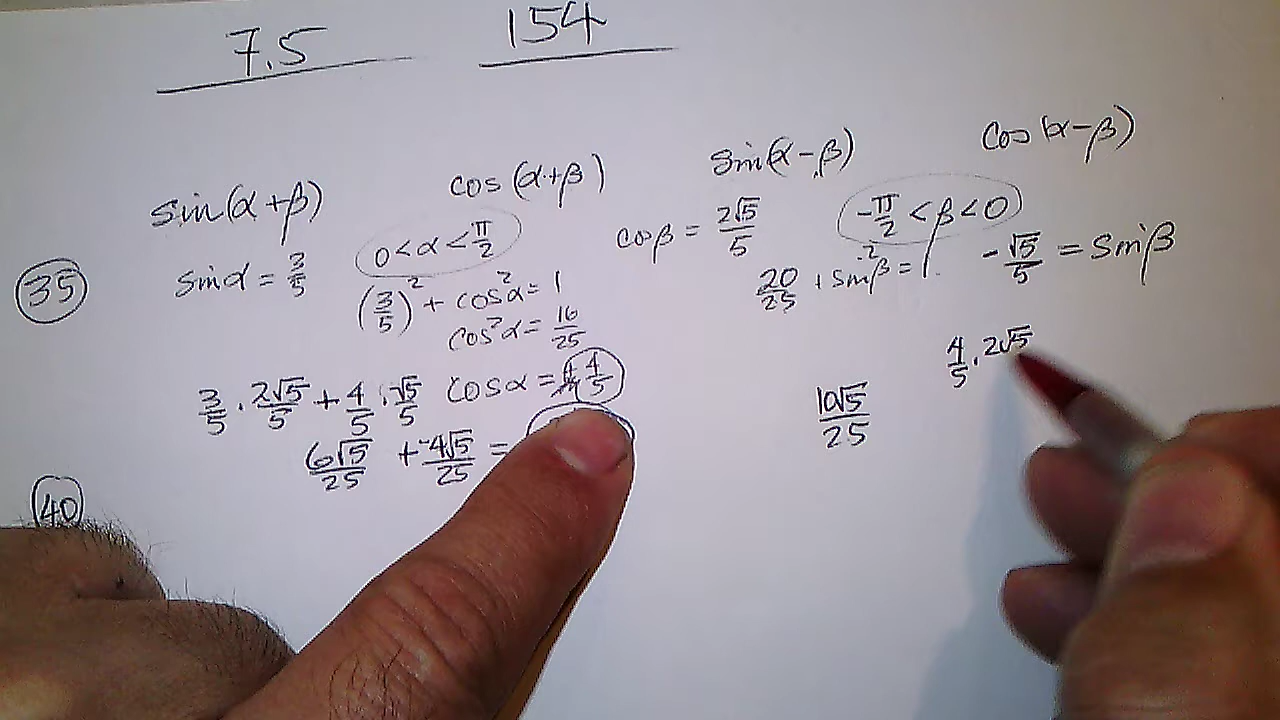 7.5 154
sin(α+β) cos(α+β) sin(α-β) cos(α-β)
35 sinα = 3/5 0<α<π/2 cosβ = 2√5/5 -π/2<β<0
(3/5)² + cos²α = 1 20/25 + sin²β = 1 -√5/5 = sinβ
cos²α = 16/25
3/5 · 2√5/5 + 4/5 · -√5/5 cosα = 4/5 4/5 · 2√5
6√5/25 + -4√5/25 = 10√5/25
40